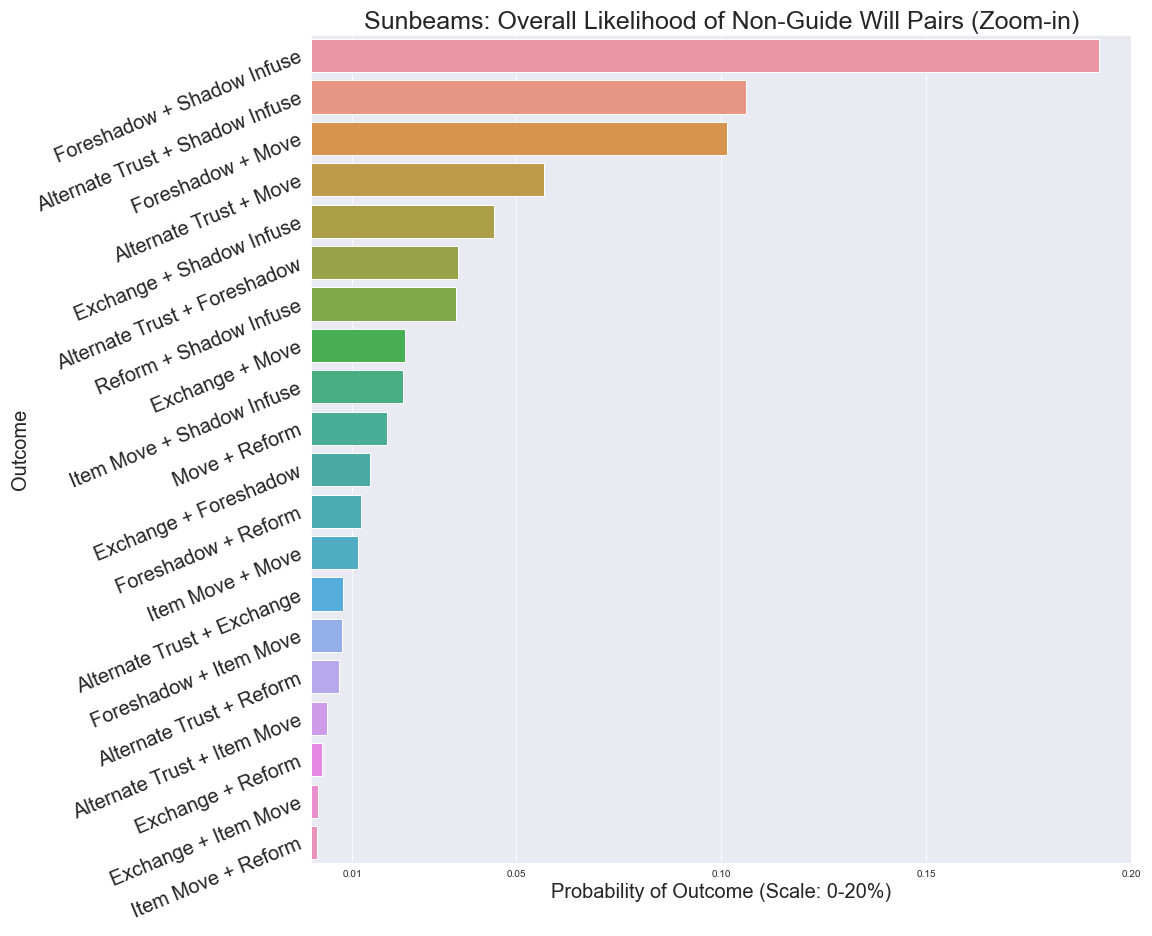 Sunbeams: Overall Likelihood of Non-Guide Will Pairs (Zoom-in)
Outcome
Foreshadow + Shadow Infuse
Alternate Trust + Shadow Infuse
Foreshadow + Move
Alternate Trust + Move
Exchange + Shadow Infuse
Alternate Trust + Foreshadow
Reform + Shadow Infuse
Exchange + Move
Item Move + Shadow Infuse
Move + Reform
Exchange + Foreshadow
Foreshadow + Reform
Item Move + Move
Alternate Trust + Exchange
Foreshadow + Item Move
Alternate Trust + Reform
Alternate Trust + Item Move
Exchange + Reform
Exchange + Item Move
Item Move + Reform
0.01 0.05 0.10 0.15 0.20
Probability of Outcome (Scale: 0-20%)